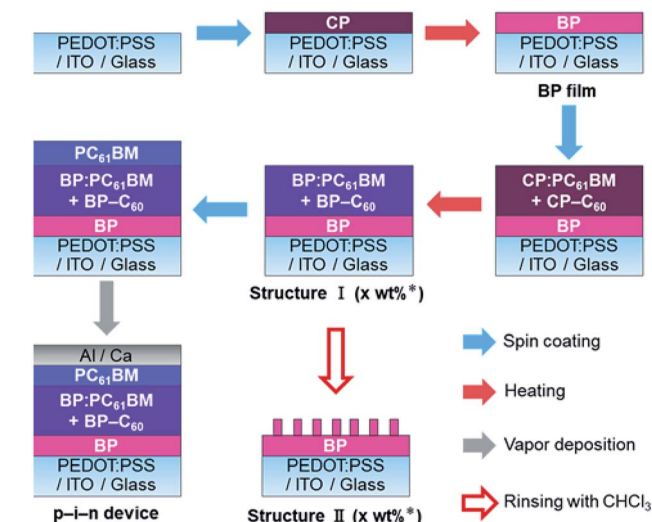 PEDOT:PSS
/ ITO / Glass
CP
PEDOT:PSS
/ ITO / Glass
BP
PEDOT:PSS
/ ITO / Glass
BP film
PC₆₁BM
BP:PC₆₁BM
+ BP–C₆₀
BP
PEDOT:PSS
/ ITO / Glass
BP:PC₆₁BM
+ BP–C₆₀
BP
PEDOT:PSS
/ ITO / Glass
Structure Ⅰ (x wt%*)
CP:PC₆₁BM
+ CP–C₆₀
BP
PEDOT:PSS
/ ITO / Glass
Al / Ca
PC₆₁BM
BP:PC₆₁BM
+ BP–C₆₀
BP
PEDOT:PSS
/ ITO / Glass
p–i–n device
BP
PEDOT:PSS
/ ITO / Glass
Structure Ⅱ (x wt%*)
Spin coating
Heating
Vapor deposition
Rinsing with CHCl₃